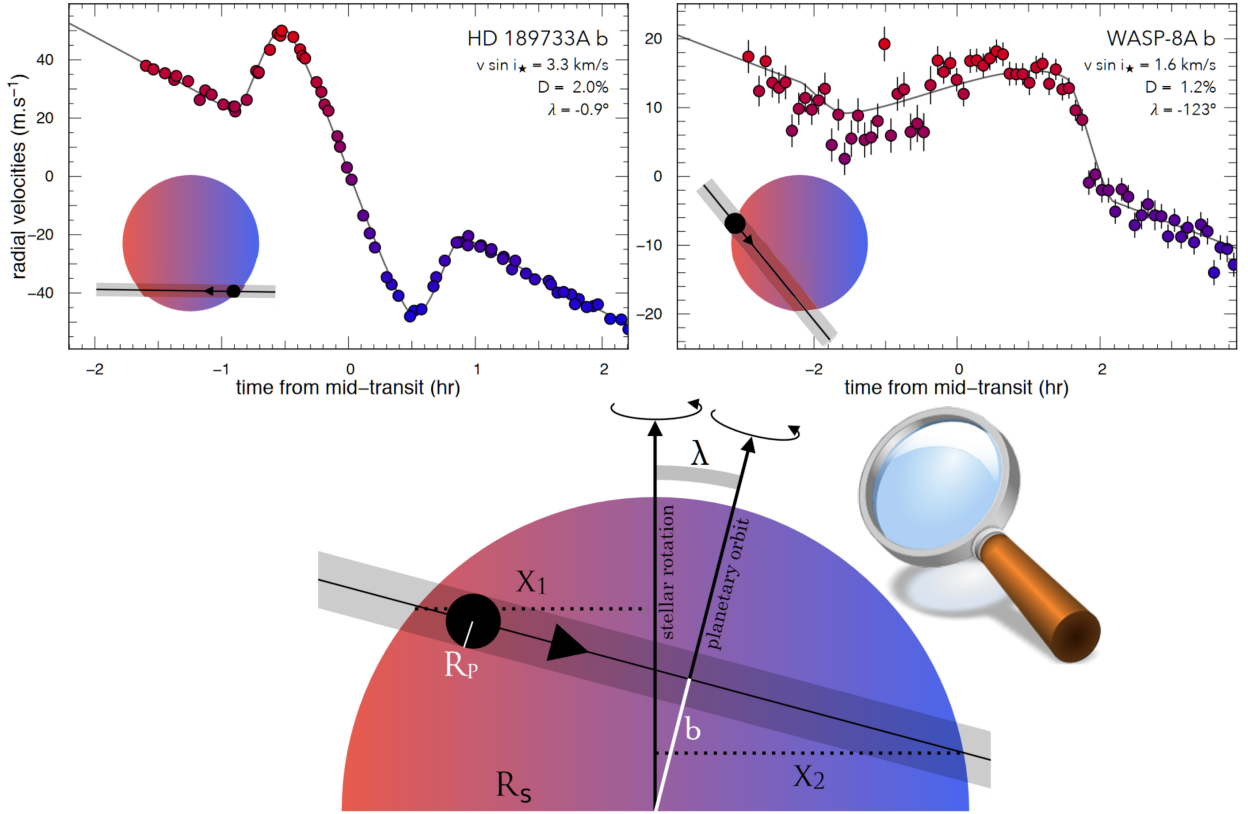 HD 189733A b
v sin i★ = 3.3 km/s
D = 2.0%
λ = -0.9°
40
20
0
−20
−40
radial velocities (m.s⁻¹)
−2
−1
0
1
2
time from mid−transit (hr)
WASP-8A b
v sin i★ = 1.6 km/s
D = 1.2%
λ = -123°
20
10
0
−10
−20
−2
0
2
time from mid−transit (hr)
λ
stellar rotation
planetary orbit
X1
RP
b
X2
Rs